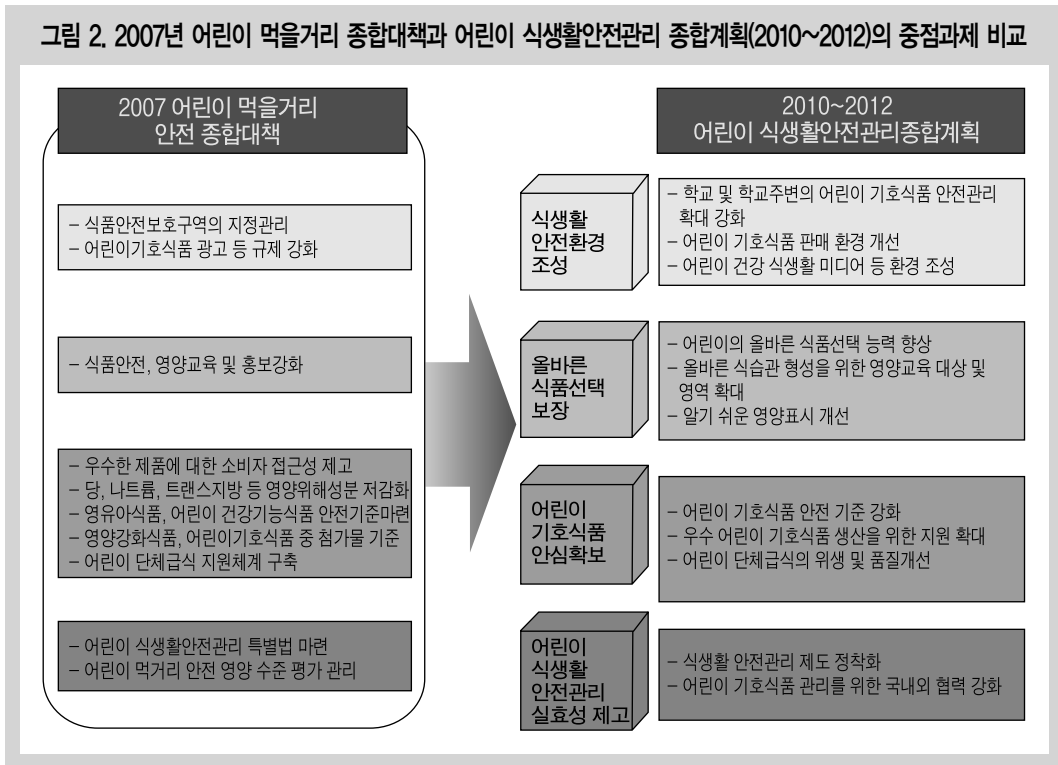 그림 2. 2007년 어린이 먹을거리 종합대책과 어린이 식생활안전관리 종합계획(2010~2012)의 중점과제 비교
2007 어린이 먹을거리
안전 종합대책
- 식품안전보호구역의 지정관리
- 어린이기호식품 광고 등 규제 강화
- 식품안전, 영양교육 및 홍보강화
- 우수한 제품에 대한 소비자 접근성 제고
- 당, 나트륨, 트랜스지방 등 영양위해성분 저감화
- 영유아식품, 어린이 건강기능식품 안전기준마련
- 영양강화식품, 어린이기호식품 중 첨가물 기준
- 어린이 단체급식 지원체계 구축
- 어린이 식생활안전관리 특별법 마련
- 어린이 먹거리 안전 영양 수준 평가 관리
2010~2012
어린이 식생활안전관리종합계획
식생활
안전환경
조성
- 학교 및 학교주변의 어린이 기호식품 안전관리
확대 강화
- 어린이 기호식품 판매 환경 개선
- 어린이 건강 식생활 미디어 등 환경 조성
올바른
식품선택
보장
- 어린이의 올바른 식품선택 능력 향상
- 올바른 식습관 형성을 위한 영양교육 대상 및
영역 확대
- 알기 쉬운 영양표시 개선
어린이
기호식품
안심확보
- 어린이 기호식품 안전 기준 강화
- 우수 어린이 기호식품 생산을 위한 지원 확대
- 어린이 단체급식의 위생 및 품질개선
어린이
식생활
안전관리
실효성 제고
- 식생활 안전관리 제도 정착화
- 어린이 기호식품 관리를 위한 국내외 협력 강화